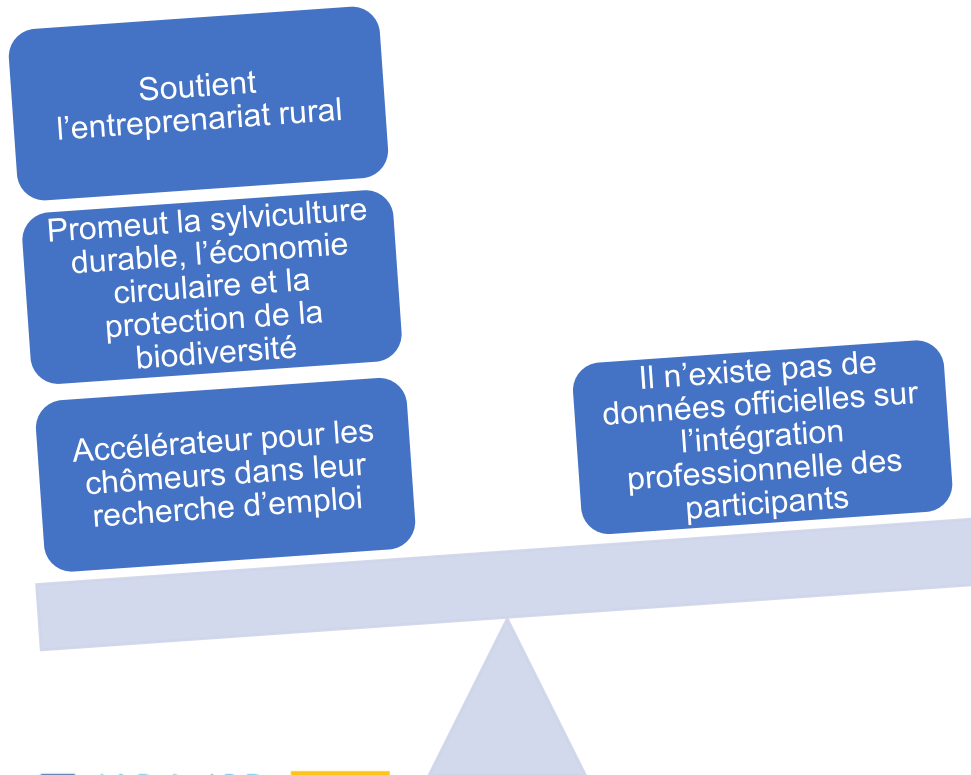 Soutient
l’entreprenariat rural
Promeut la sylviculture
durable, l’économie
circulaire et la
protection de la
biodiversité
Accélérateur pour les
chômeurs dans leur
recherche d’emploi
Il n’existe pas de
données officielles sur
l’intégration
professionnelle des
participants